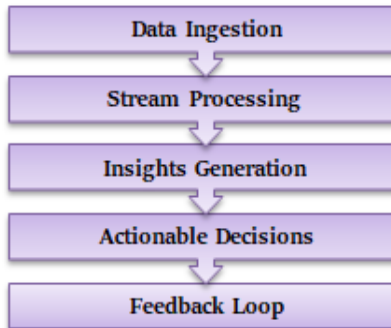 Data Ingestion
Stream Processing
Insights Generation
Actionable Decisions
Feedback Loop